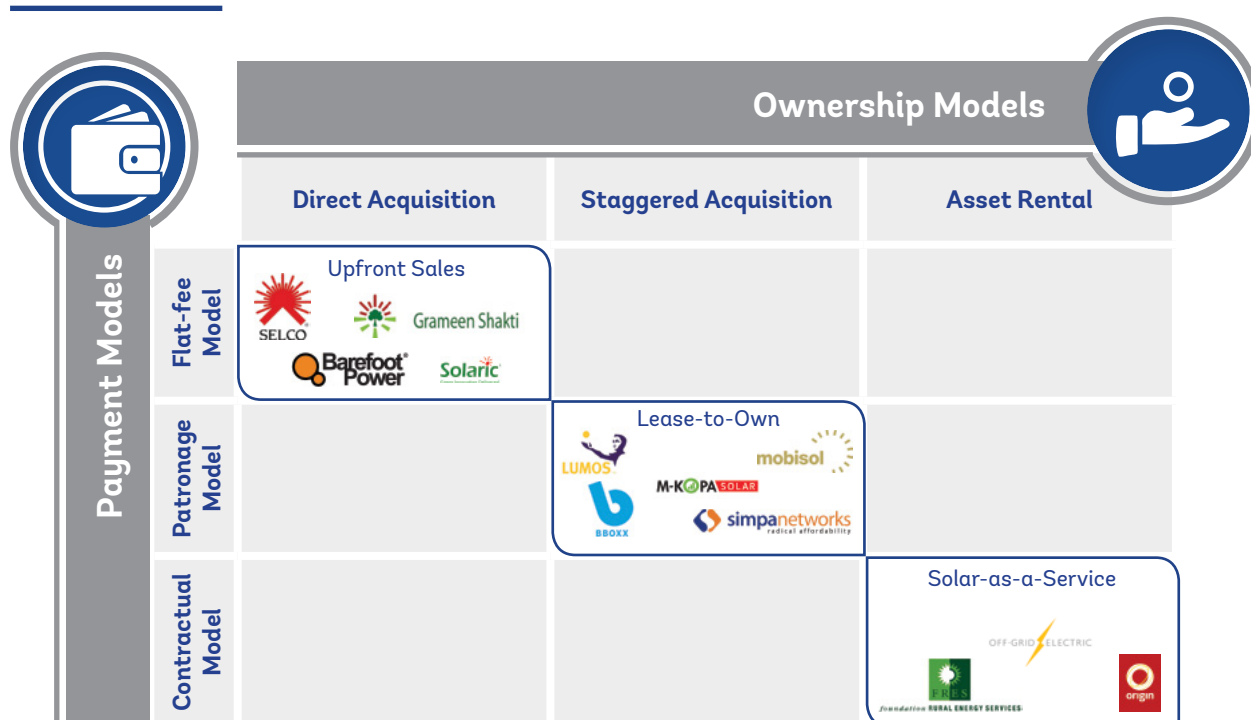 Ownership Models
Direct Acquisition
Staggered Acquisition
Asset Rental
Payment Models
Flat-fee
Model
Upfront Sales
SELCO
Grameen Shakti
Barefoot
Power
Solaric
Patronage
Model
Lease-to-Own
LUMOS
mobisol
M-KOPA SOLAR
BBOXX
simpanetworks
radical affordability
Contractual
Model
Solar-as-a-Service
OFF-GRID ELECTRIC
FRES
foundation RURAL ENERGY SERVICES
origin